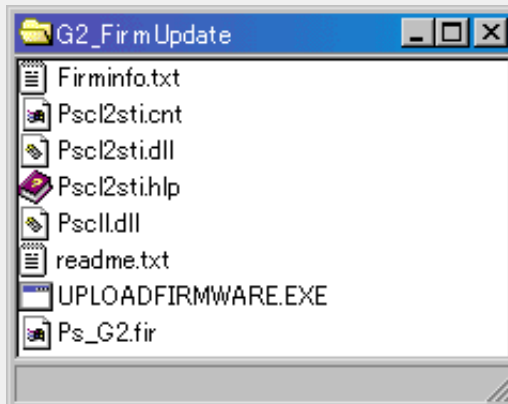 G2_FirmUpdate
Firminfo.txt
Pscl2sti.cnt
Pscl2sti.dll
Pscl2sti.hlp
Pscll.dll
readme.txt
UPLOADFIRMWARE.EXE
Ps_G2.fir